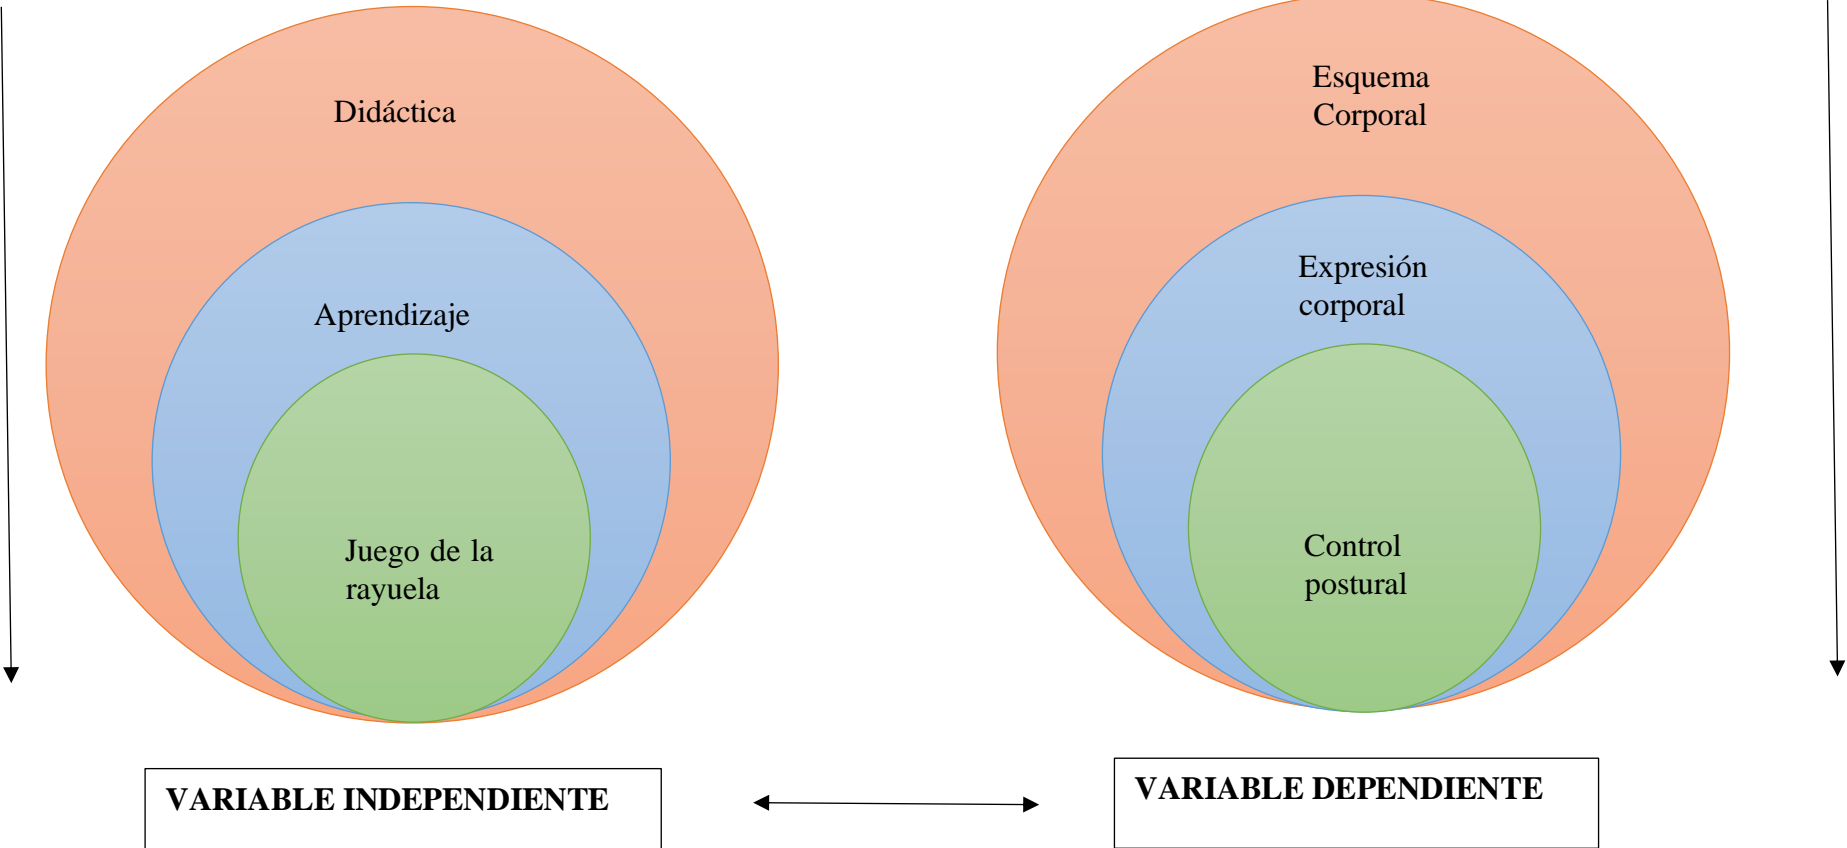 Didáctica
Aprendizaje
Juego de la
rayuela
VARIABLE INDEPENDIENTE
Esquema
Corporal
Expresión
corporal
Control
postural
VARIABLE DEPENDIENTE